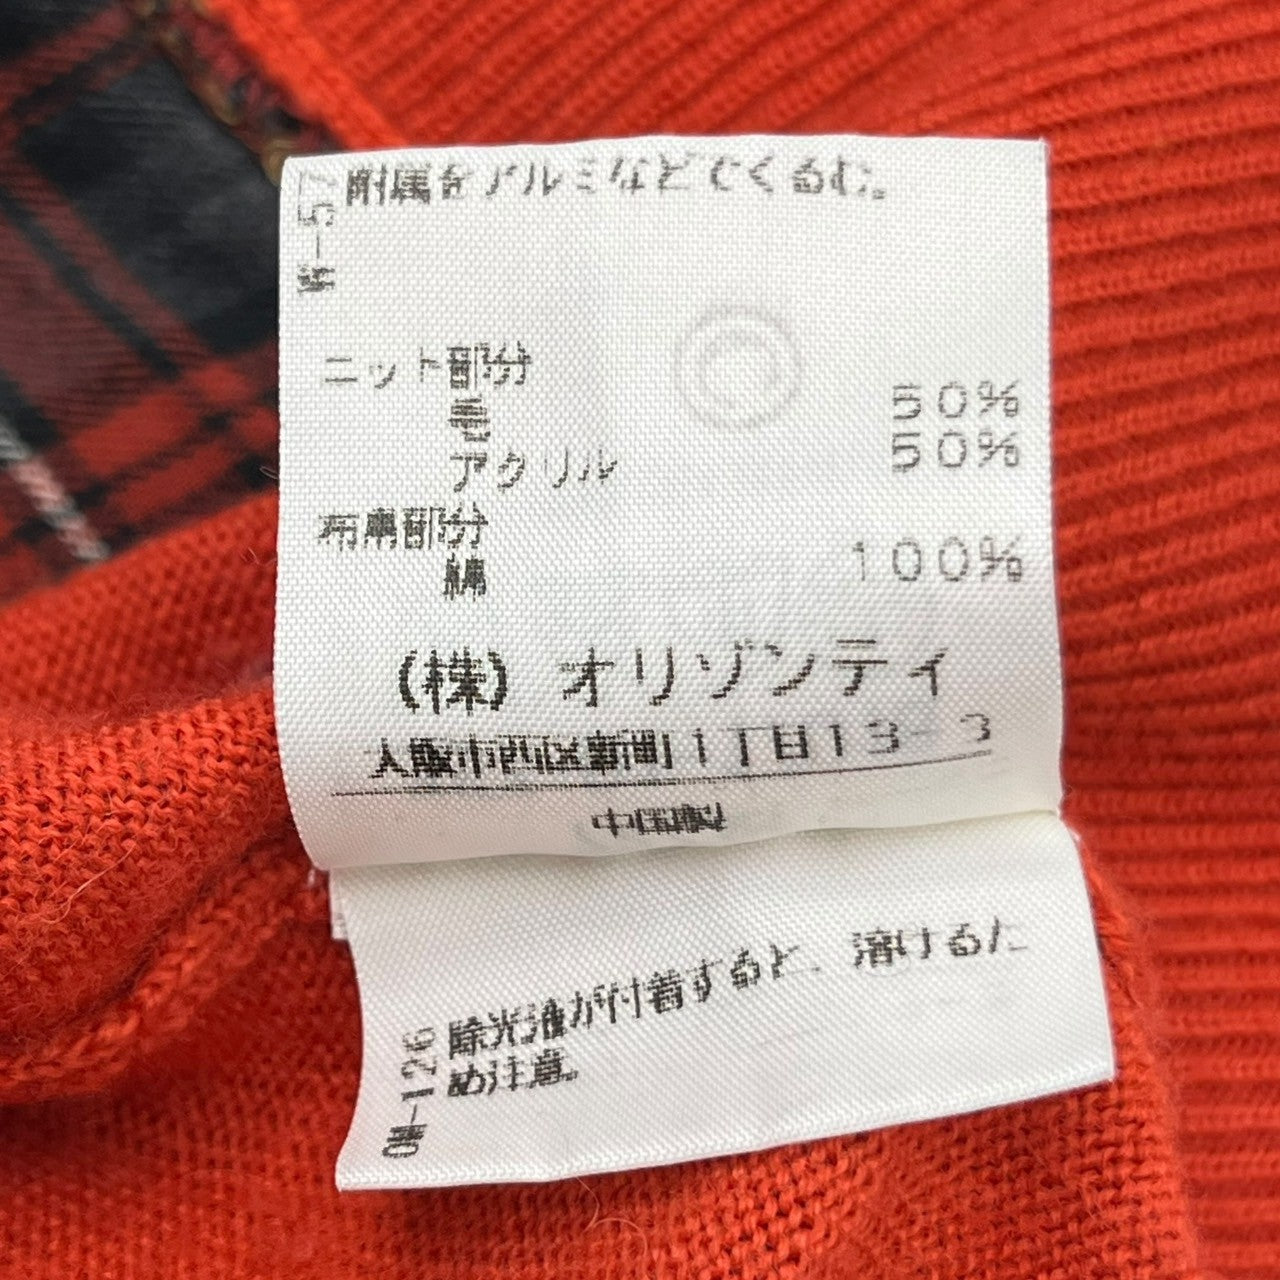 附属をアルミなどでくるむ。
ニット部分
毛 50%
アクリル 50%
布帛部分
綿 100%
(株) オリゾンティ
大阪市西区新町1丁目13-3
中国製
除光液が付着すると、溶けるた
め注意。
OW-126